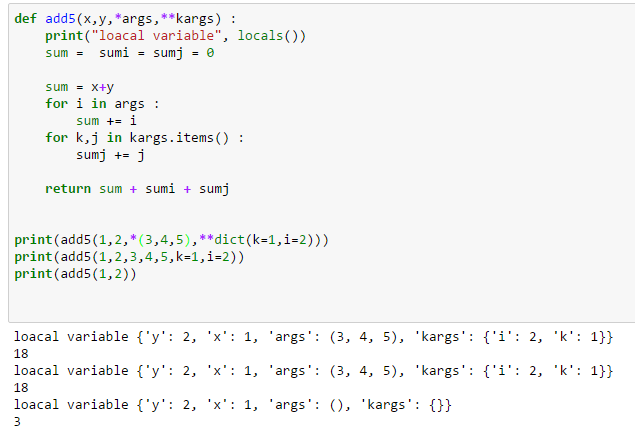 def add5(x,y,*args,**kargs) :
    print("loacal variable", locals())
    sum =  sumi = sumj = 0

    sum = x+y
    for i in args :
        sum += i
    for k,j in kargs.items() :
        sumj += j

    return sum + sumi + sumj


print(add5(1,2,*(3,4,5),**dict(k=1,i=2)))
print(add5(1,2,3,4,5,k=1,i=2))
print(add5(1,2))

loacal variable {'y': 2, 'x': 1, 'args': (3, 4, 5), 'kargs': {'i': 2, 'k': 1}}
18
loacal variable {'y': 2, 'x': 1, 'args': (3, 4, 5), 'kargs': {'i': 2, 'k': 1}}
18
loacal variable {'y': 2, 'x': 1, 'args': (), 'kargs': {}}
3